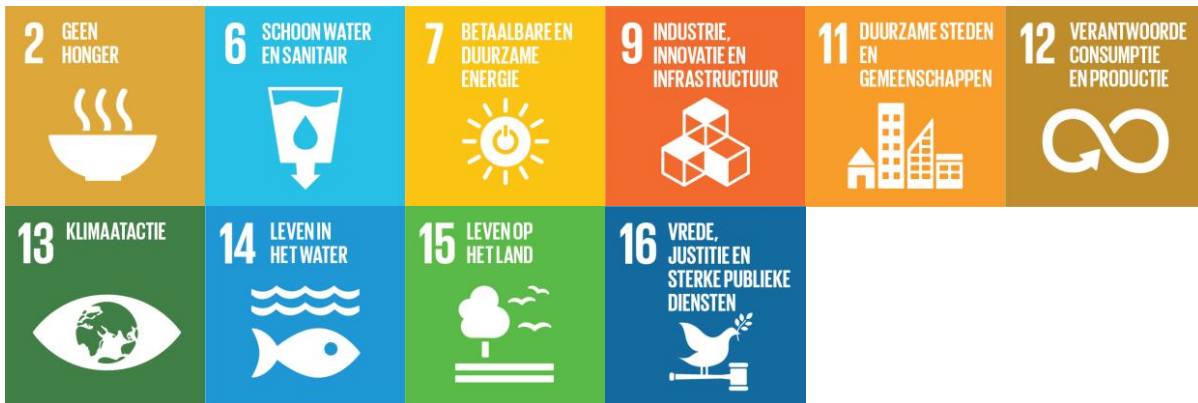 2 GEEN
HONGER
6 SCHOON WATER
EN SANITAIR
7 BETAALBARE EN
DUURZAME
ENERGIE
9 INDUSTRIE,
INNOVATIE EN
INFRASTRUCTUUR
11 DUURZAME STEDEN
EN
GEMEENSCHAPPEN
12 VERANTWOORDE
CONSUMPTIE
EN PRODUCTIE
13 KLIMAATACTIE
14 LEVEN IN
HET WATER
15 LEVEN OP
HET LAND
16 VREDE,
JUSTITIE EN
STERKE PUBLIEKE
DIENSTEN